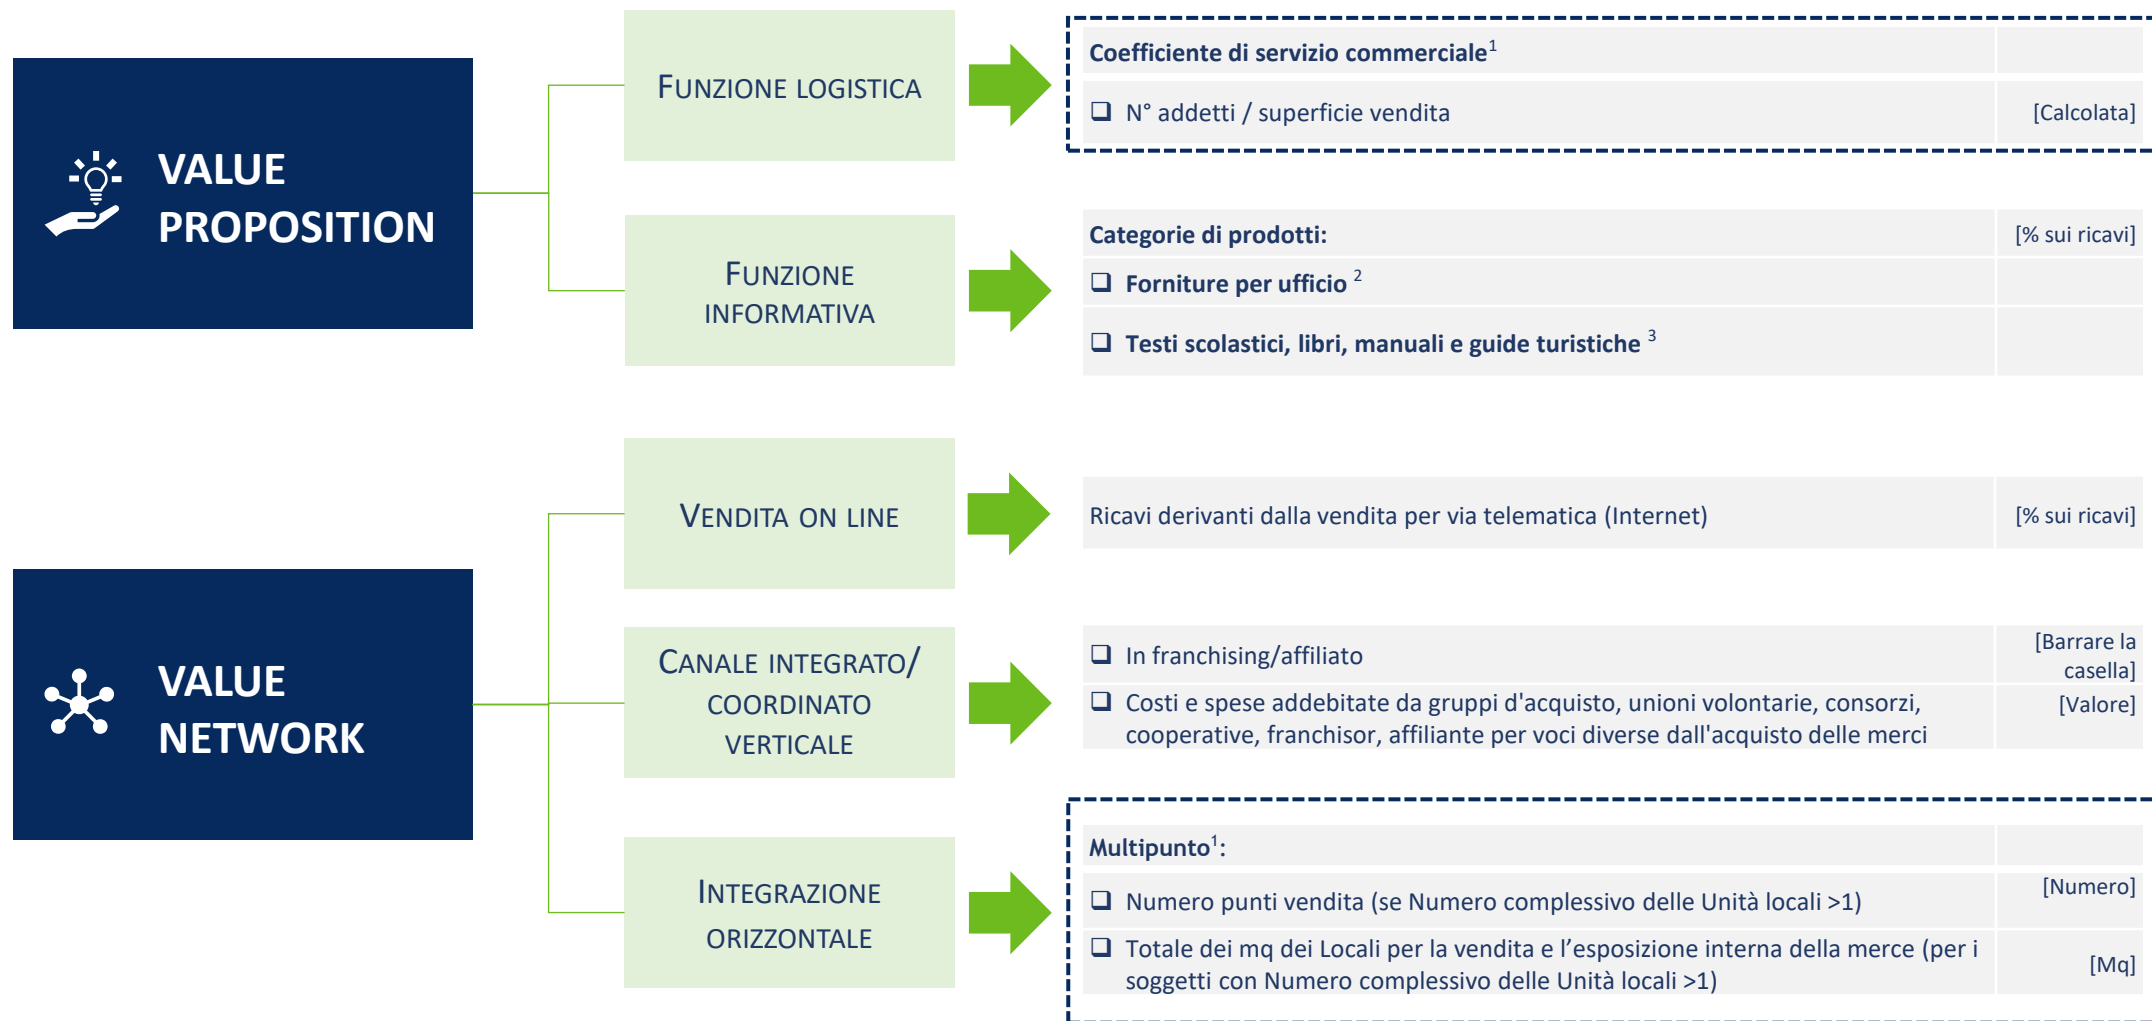 VALUE
PROPOSITION
FUNZIONE LOGISTICA
Coefficiente di servizio commerciale1
N° addetti / superficie vendita [Calcolata]
FUNZIONE
INFORMATIVA
Categorie di prodotti: [% sui ricavi]
Forniture per ufficio 2
Testi scolastici, libri, manuali e guide turistiche 3
VALUE
NETWORK
VENDITA ON LINE
Ricavi derivanti dalla vendita per via telematica (Internet) [% sui ricavi]
CANALE INTEGRATO/
COORDINATO
VERTICALE
In franchising/affiliato [Barrare la
casella]
Costi e spese addebitate da gruppi d'acquisto, unioni volontarie, consorzi, [Valore]
cooperative, franchisor, affiliante per voci diverse dall'acquisto delle merci
INTEGRAZIONE
ORIZZONTALE
Multipunto1:
Numero punti vendita (se Numero complessivo delle Unità locali >1) [Numero]
Totale dei mq dei Locali per la vendita e l’esposizione interna della merce (per i
soggetti con Numero complessivo delle Unità locali >1) [Mq]